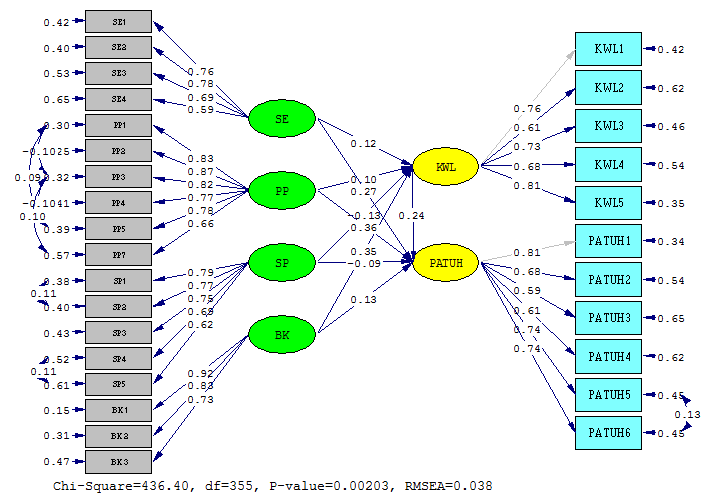 0.42 SE1
0.40 SE2
0.53 SE3
0.65 SE4
0.30 PP1
-0.10 25 PP2
0.09 0.32 PP3
-0.10 41 PP4
0.10
0.39 PP5
0.57 PP7
0.38 SP1
0.11
0.40 SP2
0.43 SP3
0.52 SP4
0.11
0.61 SP5
0.15 BK1
0.31 BK2
0.47 BK3
0.76
0.78
0.69
0.59
0.83
0.87
0.82
0.77
0.78
0.66
0.79
0.77
0.75
0.69
0.62
0.92
0.83
0.73
SE
PP
SP
BK
0.12
0.10
0.27
-0.13
0.36
0.35
-0.09
0.13
0.24
KWL
PATUH
0.76
0.61
0.73
0.68
0.81
0.81
0.68
0.59
0.61
0.74
0.74
KWL1 0.42
KWL2 0.62
KWL3 0.46
KWL4 0.54
KWL5 0.35
PATUH1 0.34
PATUH2 0.54
PATUH3 0.65
PATUH4 0.62
PATUH5 0.45
0.13
PATUH6 0.45
Chi-Square=436.40, df=355, P-value=0.00203, RMSEA=0.038